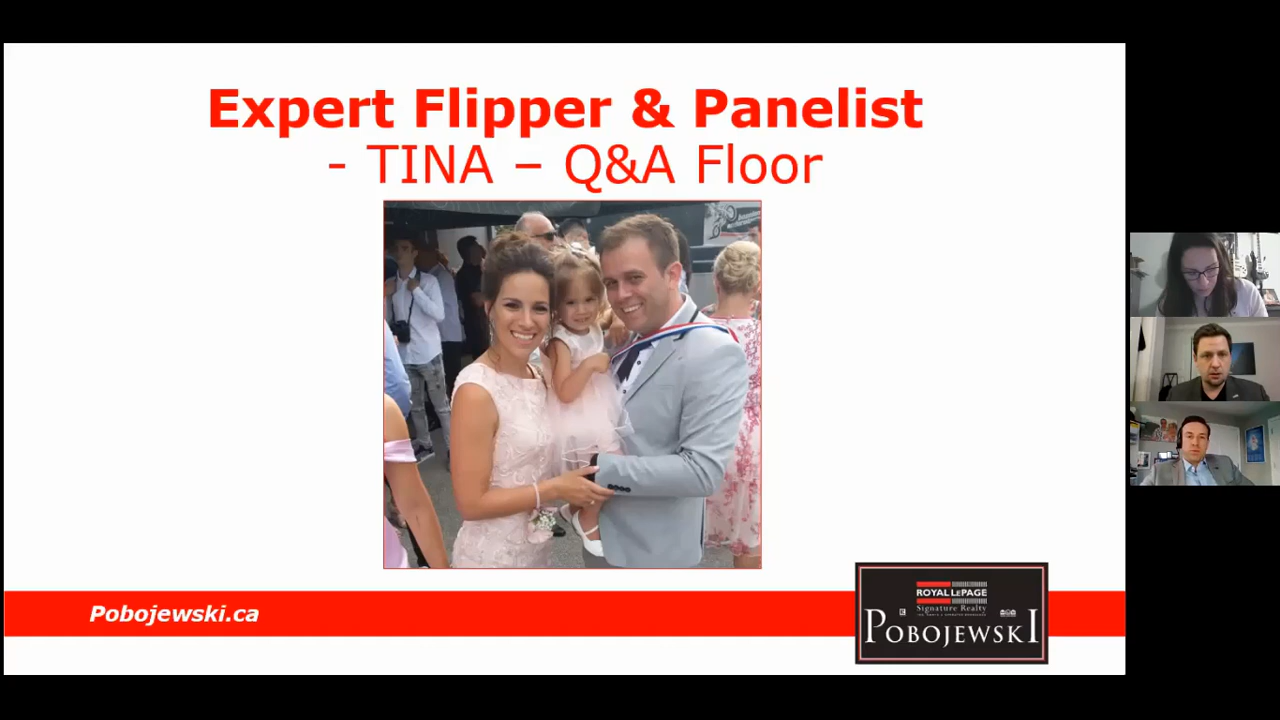 Expert Flipper & Panelist
- TINA – Q&A Floor
Pobojewski.ca
ROYAL LEPAGE
Signature Realty
POBOJEWSKI